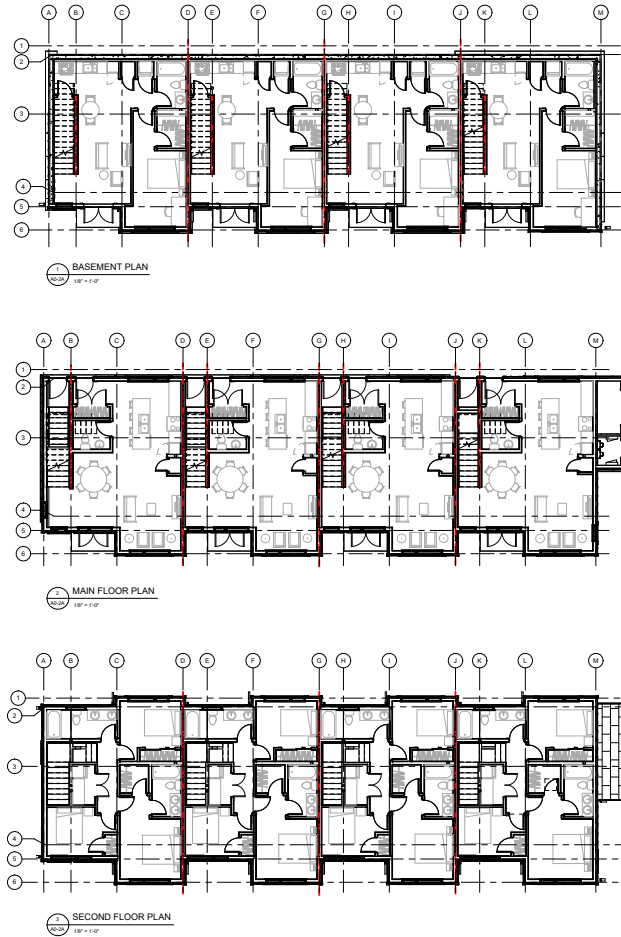 A B C D E F G H I J K L M
1
2
3
4
5
6
1 BASEMENT PLAN
A0-2A 1/8" = 1'-0"
A B C D E F G H I J K L M
1
2
3
4
5
6
2 MAIN FLOOR PLAN
A0-2A 1/8" = 1'-0"
A B C D E F G H I J K L M
1
2
3
4
5
6
3 SECOND FLOOR PLAN
A0-2A 1/8" = 1'-0"